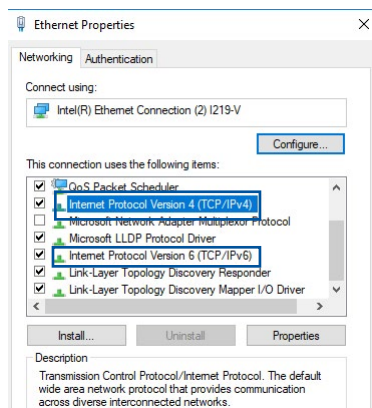 Ethernet Properties
Networking Authentication
Connect using:
Intel(R) Ethernet Connection (2) I219-V
Configure...
This connection uses the following items:
QoS Packet Scheduler
Internet Protocol Version 4 (TCP/IPv4)
Microsoft Network Adapter Multiplexor Protocol
Microsoft LLDP Protocol Driver
Internet Protocol Version 6 (TCP/IPv6)
Link-Layer Topology Discovery Responder
Link-Layer Topology Discovery Mapper I/O Driver
Install... Uninstall Properties
Description
Transmission Control Protocol/Internet Protocol. The default
wide area network protocol that provides communication
across diverse interconnected networks.